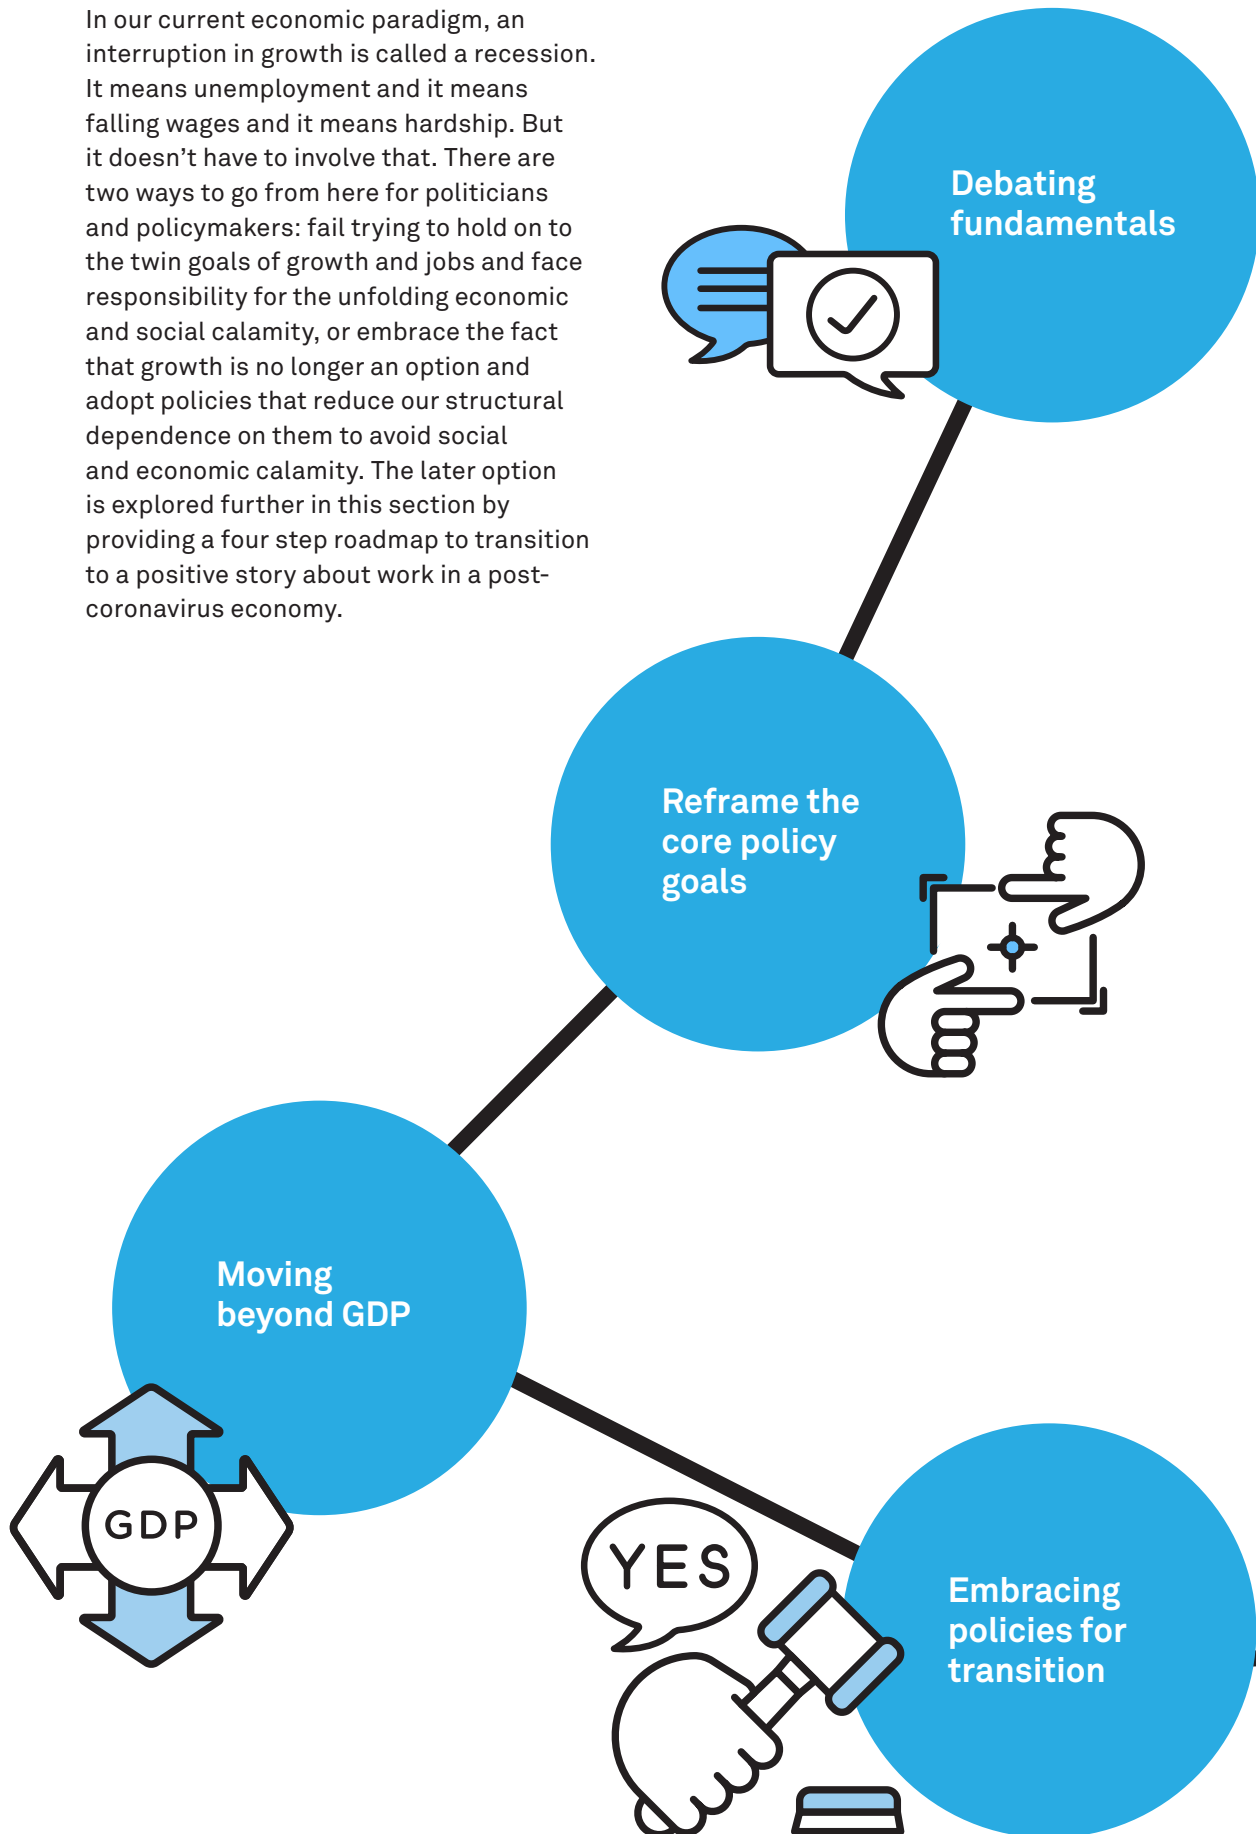 In our current economic paradigm, an
interruption in growth is called a recession.
It means unemployment and it means
falling wages and it means hardship. But
it doesn't have to involve that. There are
two ways to go from here for politicians
and policymakers: fail trying to hold on to
the twin goals of growth and jobs and face
responsibility for the unfolding economic
and social calamity, or embrace the fact
that growth is no longer an option and
adopt policies that reduce our structural
dependence on them to avoid social
and economic calamity. The later option
is explored further in this section by
providing a four step roadmap to transition
to a positive story about work in a post-
coronavirus economy.
Debating
fundamentals
Reframe the
core policy
goals
Moving
beyond GDP
GDP
YES
Embracing
policies for
transition